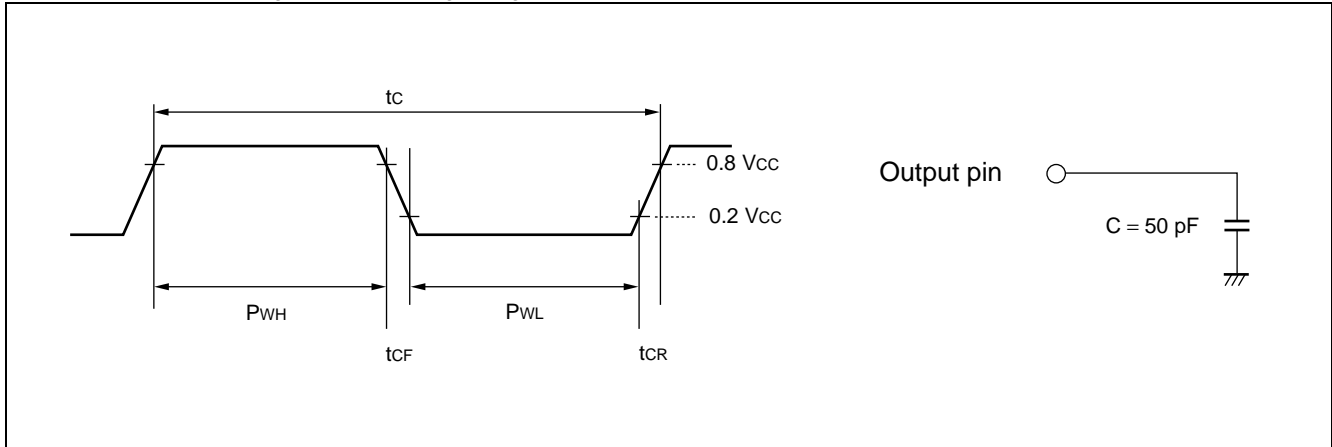 tC
0.8 VCC
0.2 VCC
PWH
PWL
tCF
tCR
Output pin
C = 50 pF